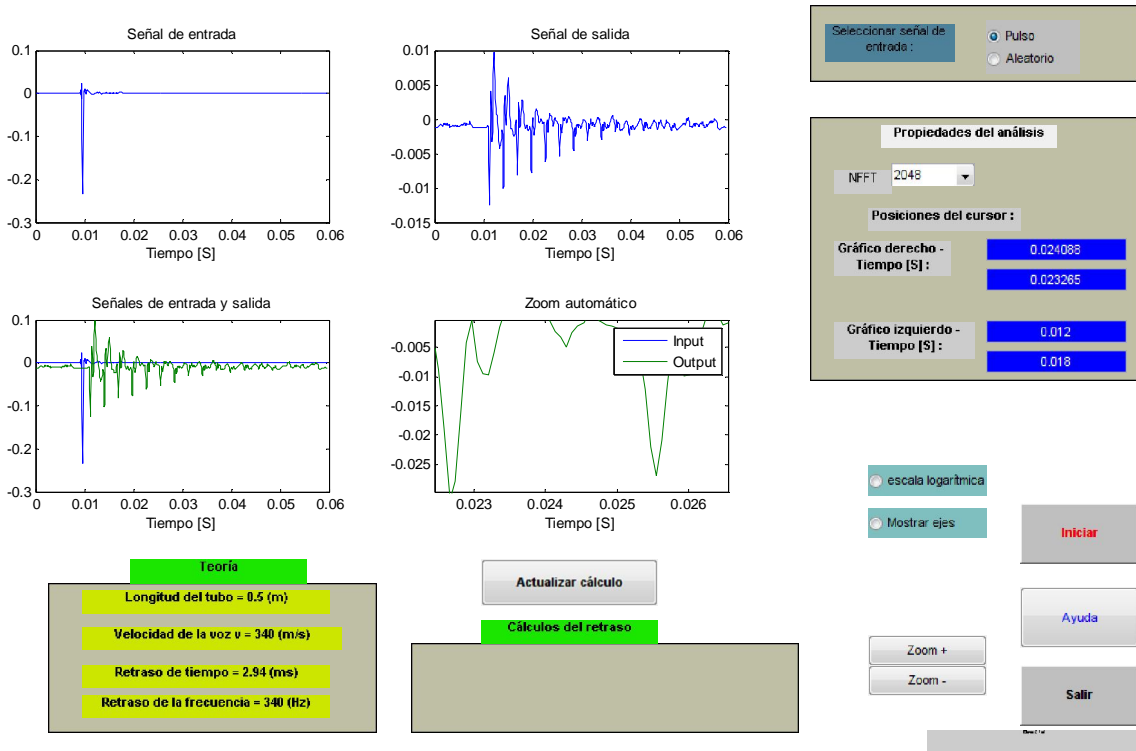 Señal de entrada
0.1
0
-0.1
-0.2
-0.3
0 0.01 0.02 0.03 0.04 0.05 0.06
Tiempo [S]
Señal de salida
0.01
0.005
0
-0.005
-0.01
-0.015
0 0.01 0.02 0.03 0.04 0.05 0.06
Tiempo [S]
Seleccionar señal de
entrada :
Pulso
Aleatorio
Propiedades del análisis
NFFT 2048
Posiciones del cursor :
Gráfico derecho -
Tiempo [S] :
0.024088
0.023265
Gráfico izquierdo -
Tiempo [S] :
0.012
0.018
Señales de entrada y salida
0.1
0
-0.1
-0.2
-0.3
0 0.01 0.02 0.03 0.04 0.05 0.06
Tiempo [S]
Zoom automático
-0.005
-0.01
-0.015
-0.02
-0.025
0.023 0.024 0.025 0.026
Tiempo [S]
Input
Output
escala logarítmica
Mostrar ejes
Iniciar
Ayuda
Zoom +
Zoom -
Salir
Teoría
Longitud del tubo = 0.5 (m)
Velocidad de la voz v = 340 (m/s)
Retraso de tiempo = 2.94 (ms)
Retraso de la frecuencia = 340 (Hz)
Actualizar cálculo
Cálculos del retraso